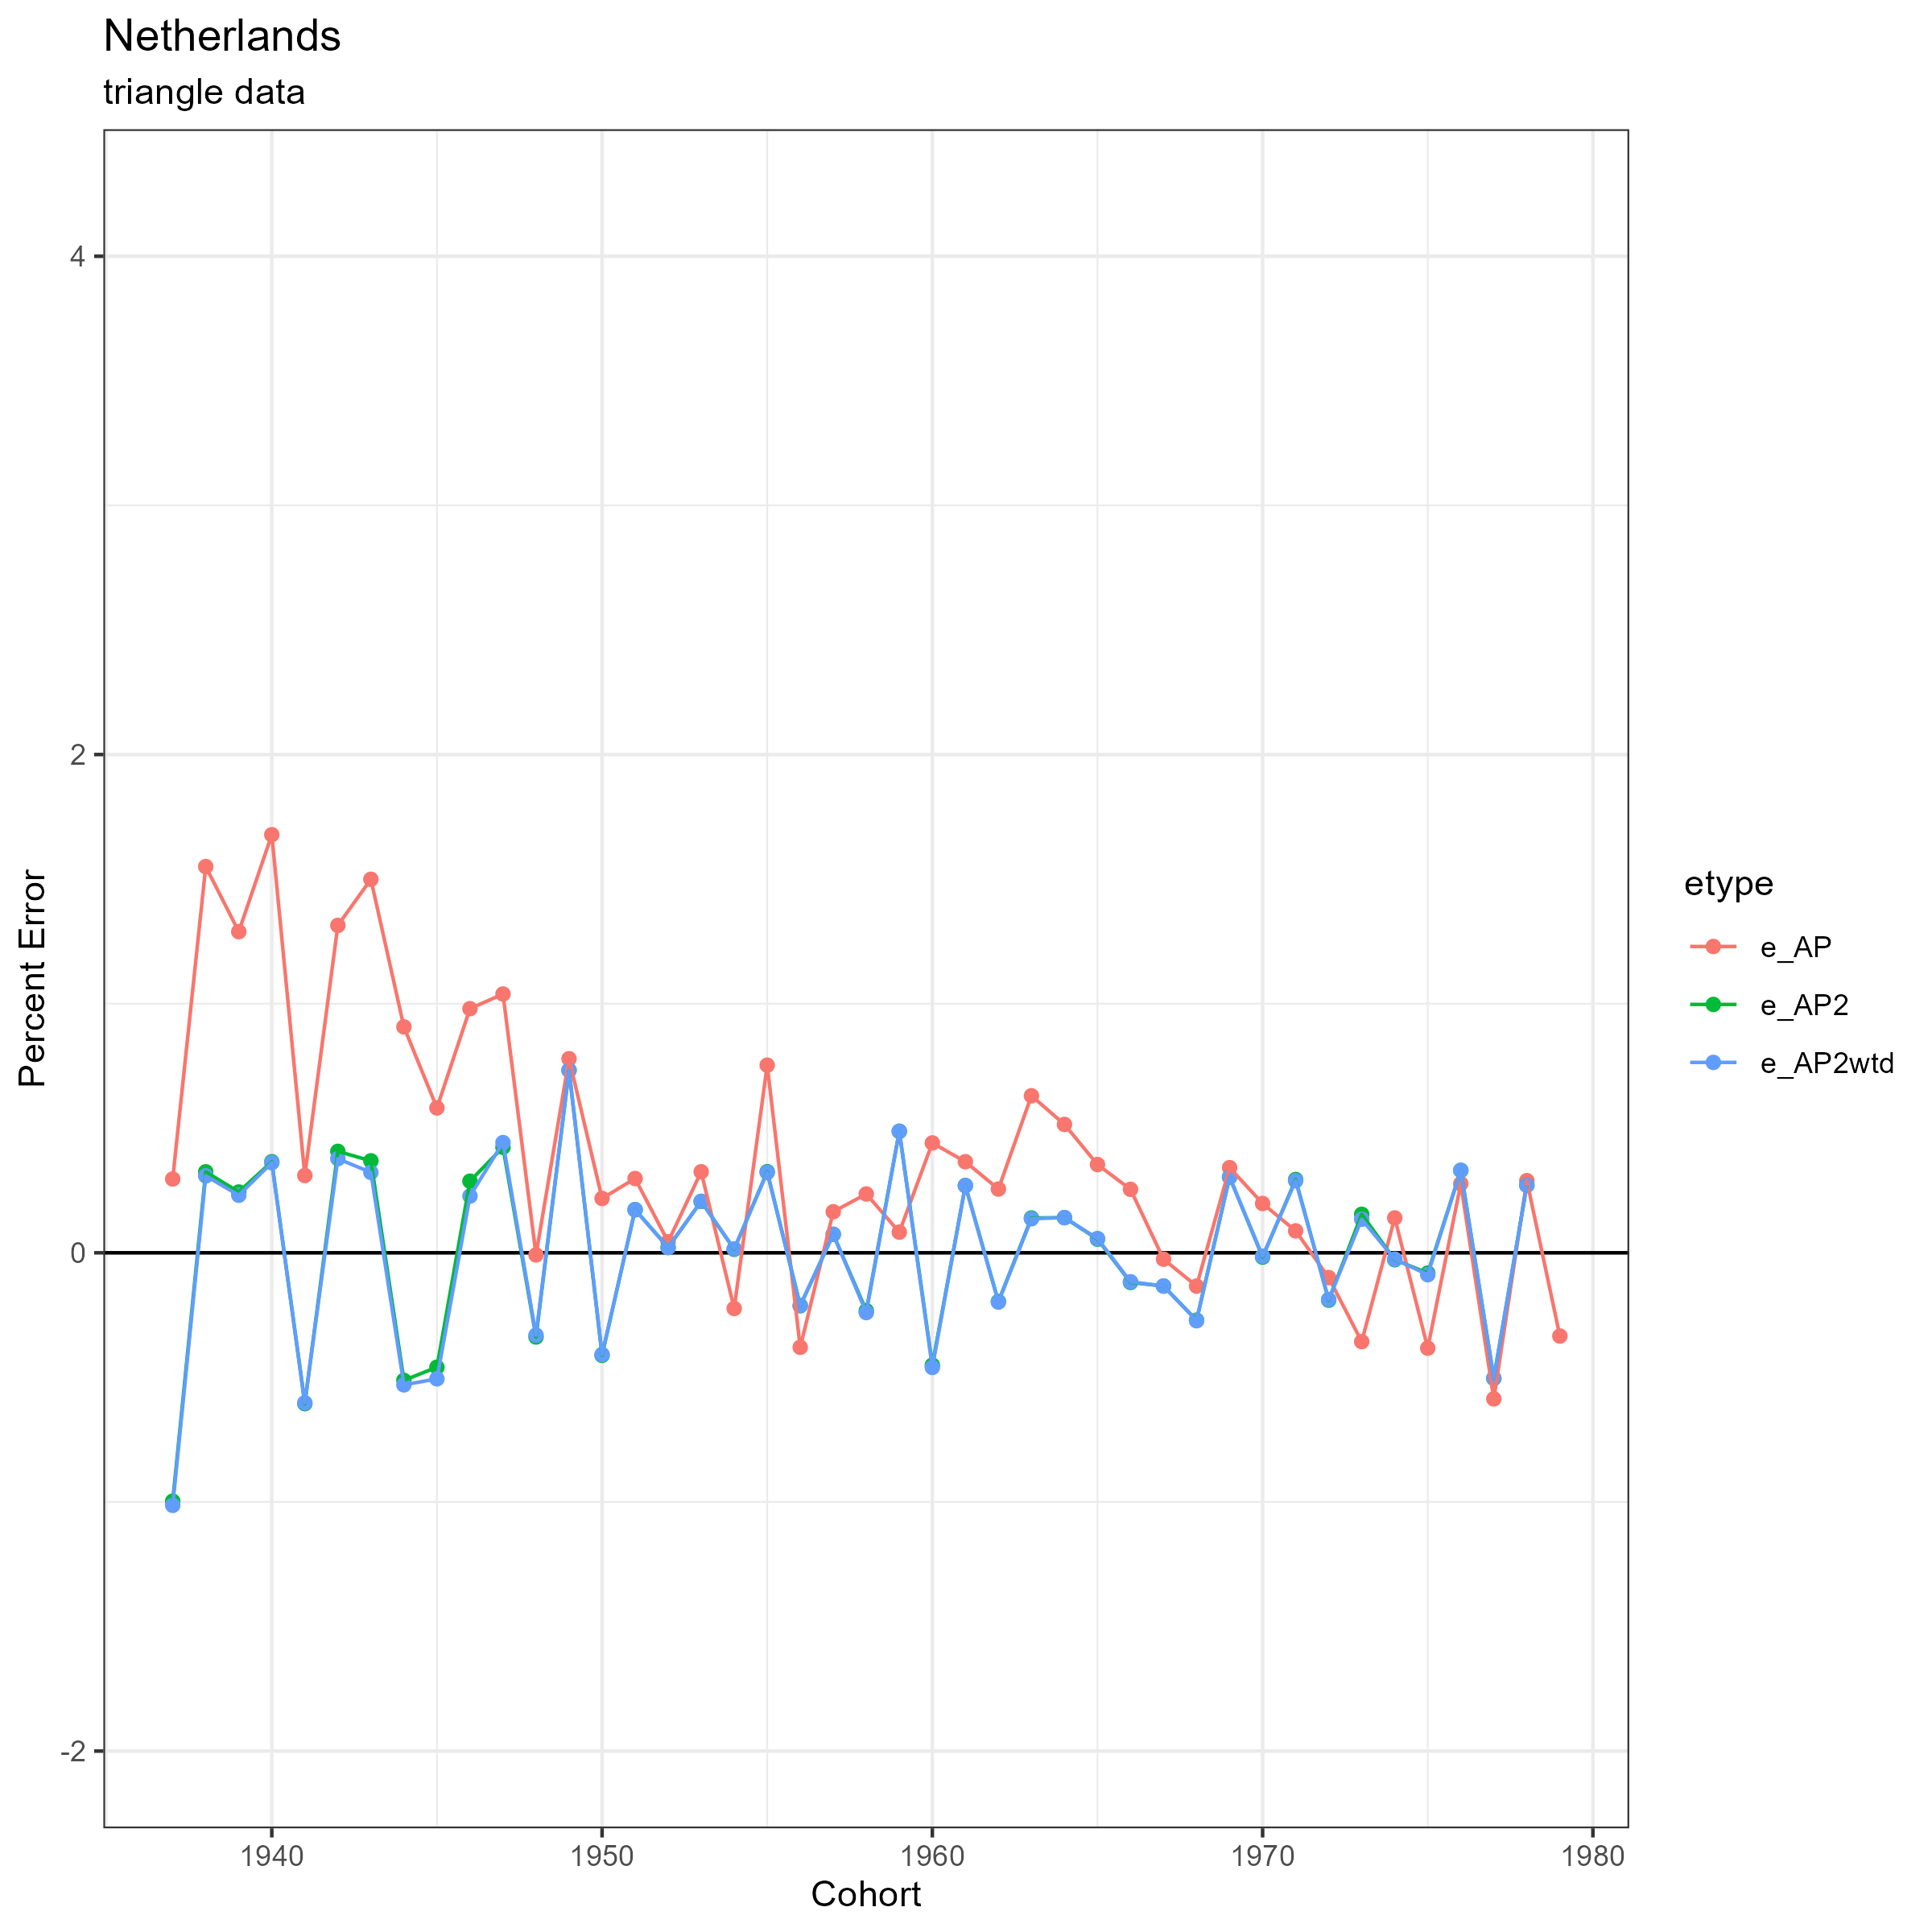 Netherlands
triangle data
4
2
0
-2
Percent Error
1940
1950
1960
1970
1980
Cohort
etype
e_AP
e_AP2
e_AP2wtd